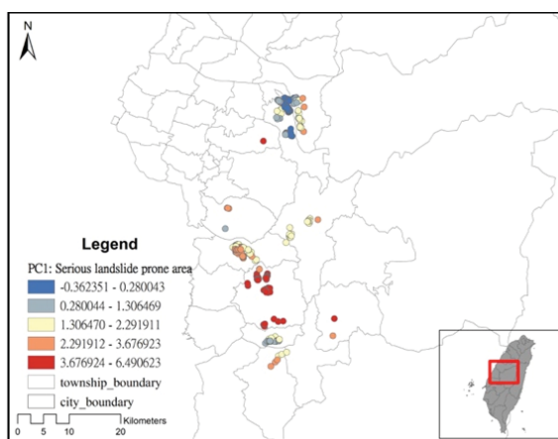 N
Legend
PC1: Serious landslide prone area
-0.362351 - 0.280043
0.280044 - 1.306469
1.306470 - 2.291911
2.291912 - 3.676923
3.676924 - 6.490623
township_boundary
city_boundary
Kilometers
0 5 10 20